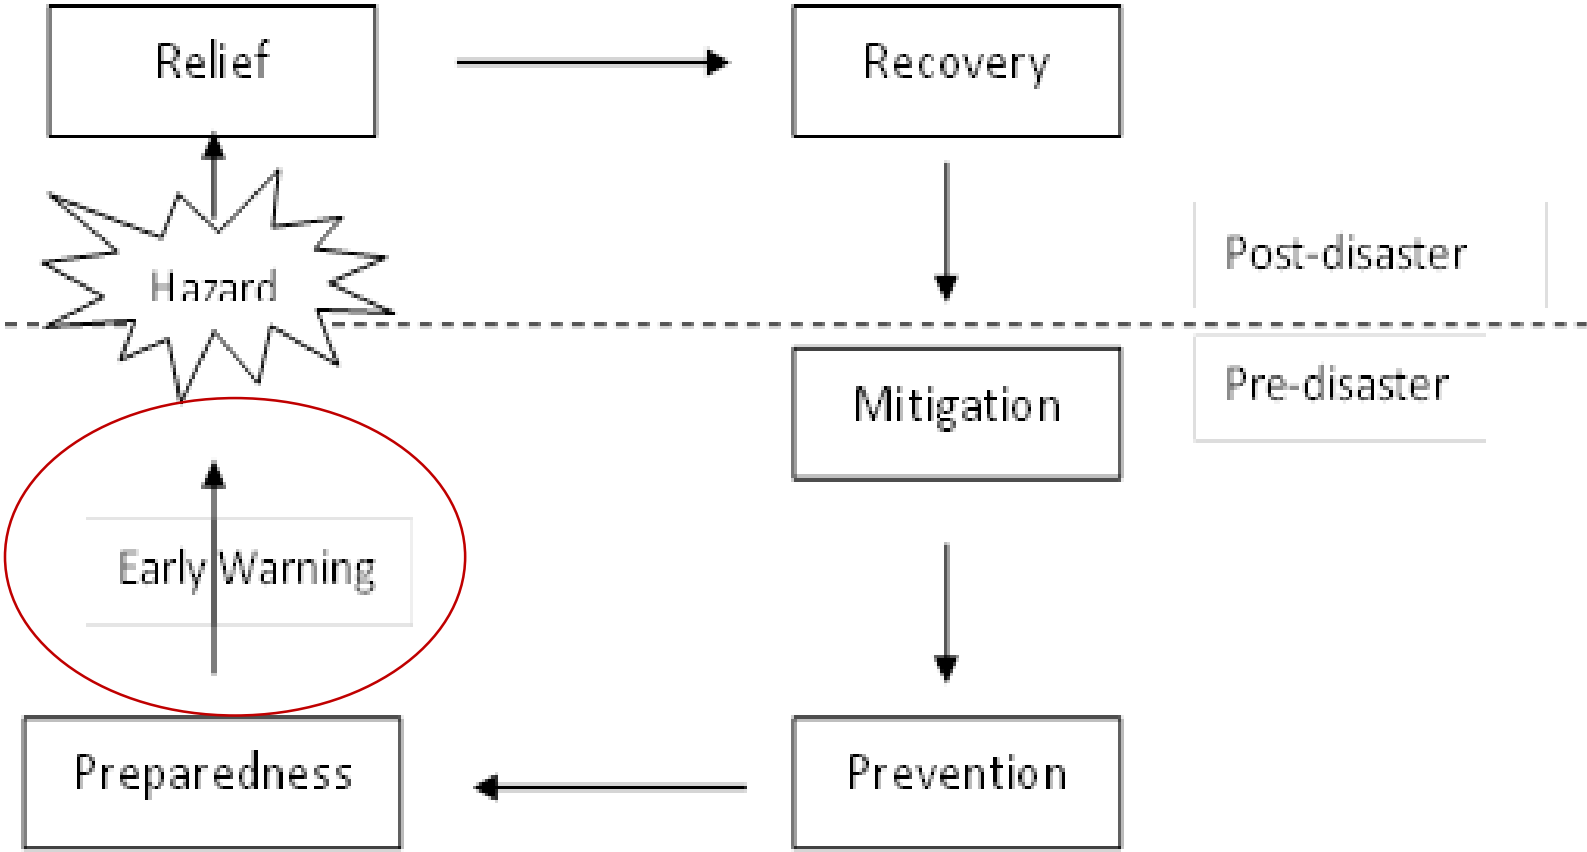 Relief
Recovery
Hazard
Post-disaster
Pre-disaster
Mitigation
Early Warning
Preparedness
Prevention